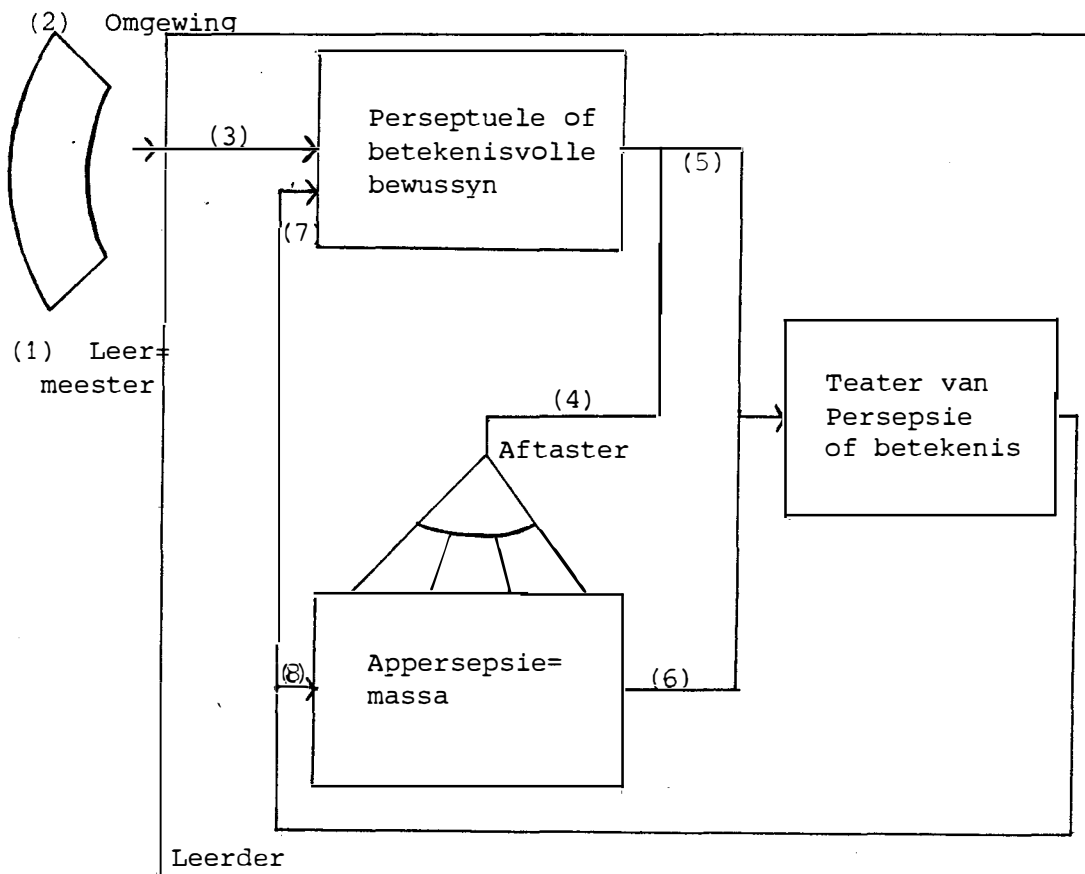 (2) Omgewing
Perseptuele of
betekenisvolle
bewussyn
(3)
(5)
(7)
(1) Leer=
meester
Teater van
Persepsie
of betekenis
(4)
Aftaster
Appersepsie=
massa
(8)
(6)
Leerder